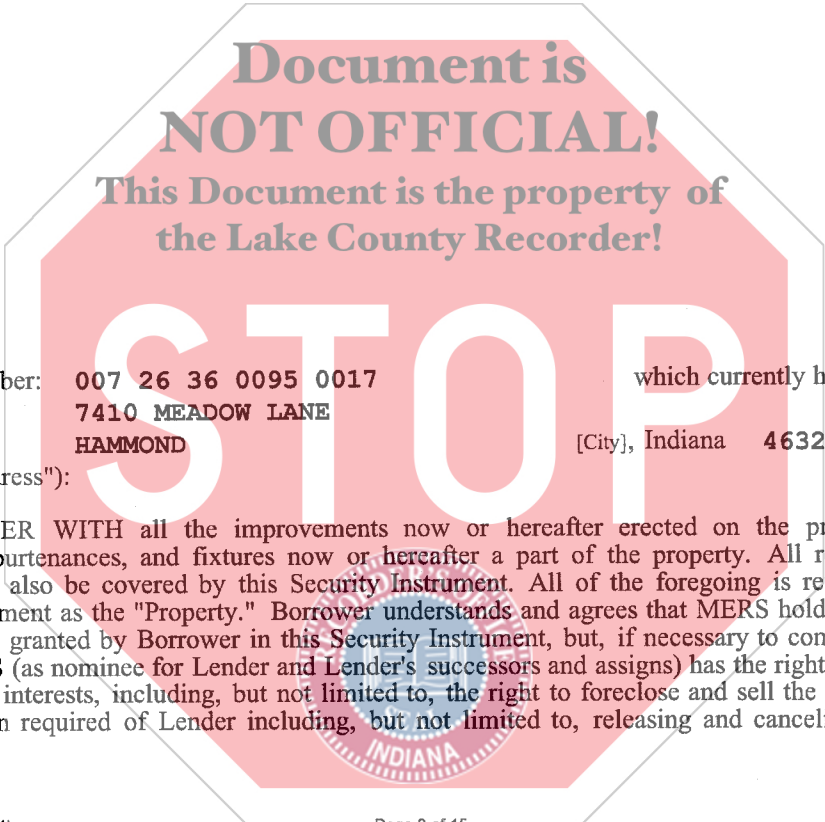 Document is
NOT OFFICIAL!
This Document is the property of
the Lake County Recorder!
STOP
ber: 007 26 36 0095 0017 which currently h
7410 MEADOW LANE
HAMMOND [City], Indiana 4632
ress"):
ER WITH all the improvements now or hereafter erected on the pr
ourtenances, and fixtures now or hereafter a part of the property. All r
also be covered by this Security Instrument. All of the foregoing is re
ment as the "Property." Borrower understands and agrees that MERS hold
granted by Borrower in this Security Instrument, but, if necessary to com
S (as nominee for Lender and Lender's successors and assigns) has the right
interests, including, but not limited to, the right to foreclose and sell the
n required of Lender including, but not limited to, releasing and cancel
INDIANA